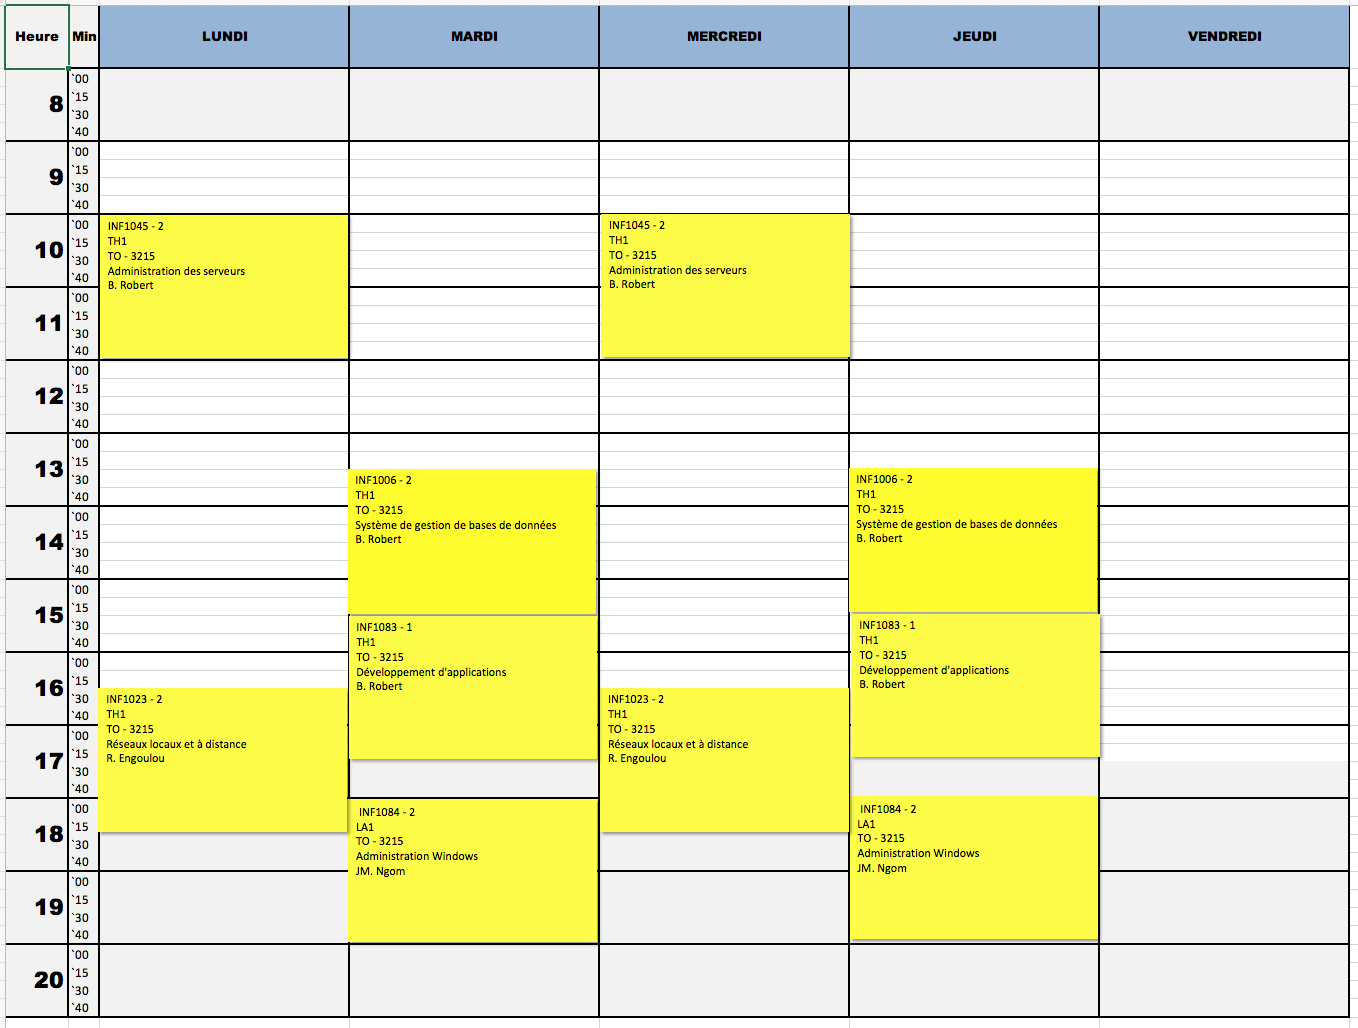 Heure Min LUNDI MARDI MERCREDI JEUDI VENDREDI
8
`00
`15
`30
`40
9
`00
`15
`30
`40
10
`00
`15
`30
`40
11
`00
`15
`30
`40
12
`00
`15
`30
`40
13
`00
`15
`30
`40
14
`00
`15
`30
`40
15
`00
`15
`30
`40
16
`00
`15
`30
`40
17
`00
`15
`30
`40
18
`00
`15
`30
`40
19
`00
`15
`30
`40
20
`00
`15
`30
`40
INF1045 - 2
TH1
TO - 3215
Administration des serveurs
B. Robert
INF1023 - 2
TH1
TO - 3215
Réseaux locaux et à distance
R. Engoulou
INF1006 - 2
TH1
TO - 3215
Système de gestion de bases de données
B. Robert
INF1083 - 1
TH1
TO - 3215
Développement d'applications
B. Robert
INF1084 - 2
LA1
TO - 3215
Administration Windows
JM. Ngom
INF1045 - 2
TH1
TO - 3215
Administration des serveurs
B. Robert
INF1023 - 2
TH1
TO - 3215
Réseaux locaux et à distance
R. Engoulou
INF1006 - 2
TH1
TO - 3215
Système de gestion de bases de données
B. Robert
INF1083 - 1
TH1
TO - 3215
Développement d'applications
B. Robert
INF1084 - 2
LA1
TO - 3215
Administration Windows
JM. Ngom